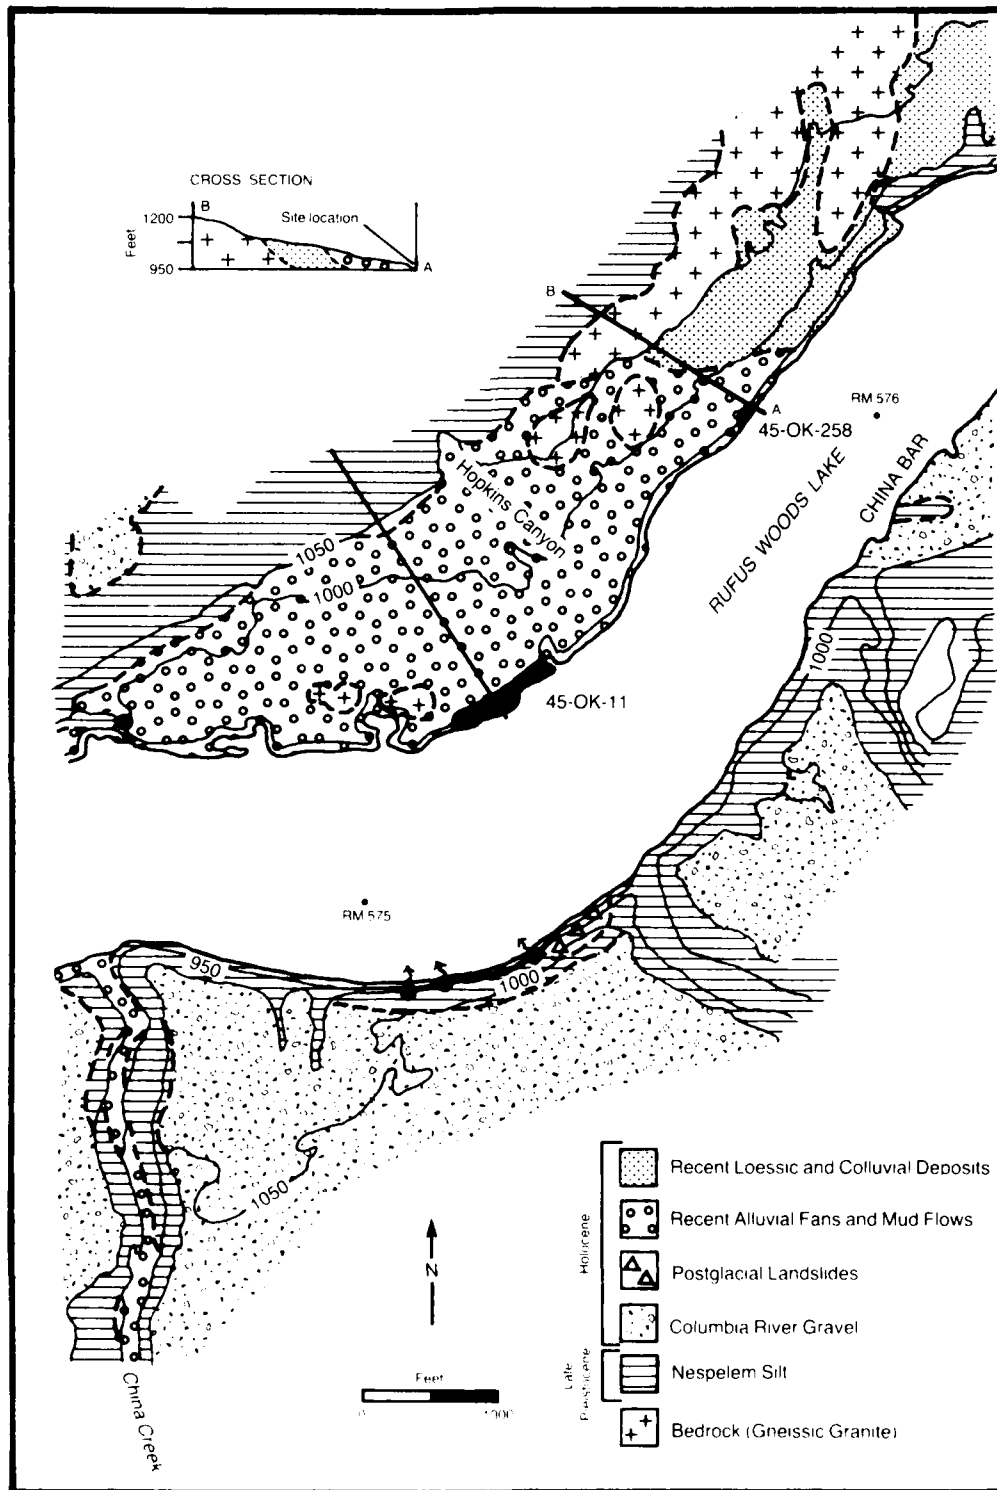 CROSS SECTION
B
1200
Feet
950
Site location
A
B
A
RM 576
45-OK-258
CHINA BAR
RUFUS WOODS LAKE
Hopkins Canyon
1050
1000
45-OK-11
1000
RM 575
950
1000
1050
N
Feet
0
1000
China Creek
Holocene
Recent Loessic and Colluvial Deposits
Recent Alluvial Fans and Mud Flows
Postglacial Landslides
Columbia River Gravel
Late
Pleistocene
Nespelem Silt
Bedrock (Gneissic Granite)